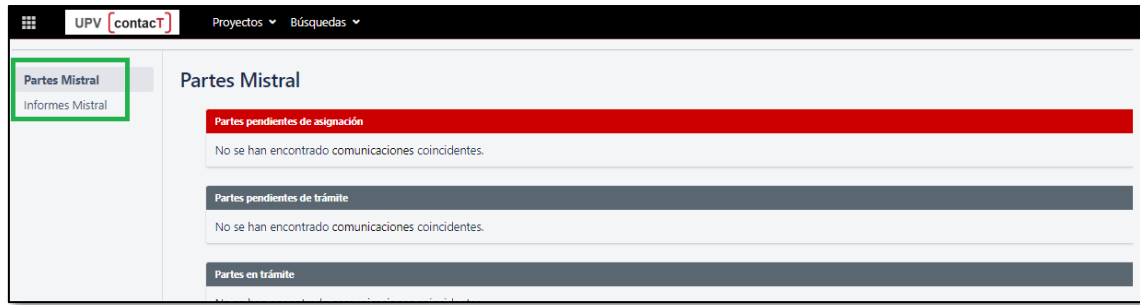 UPV [contacT] Proyectos Búsquedas
Partes Mistral
Informes Mistral
Partes Mistral
Partes pendientes de asignación
No se han encontrado comunicaciones coincidentes.
Partes pendientes de trámite
No se han encontrado comunicaciones coincidentes.
Partes en trámite